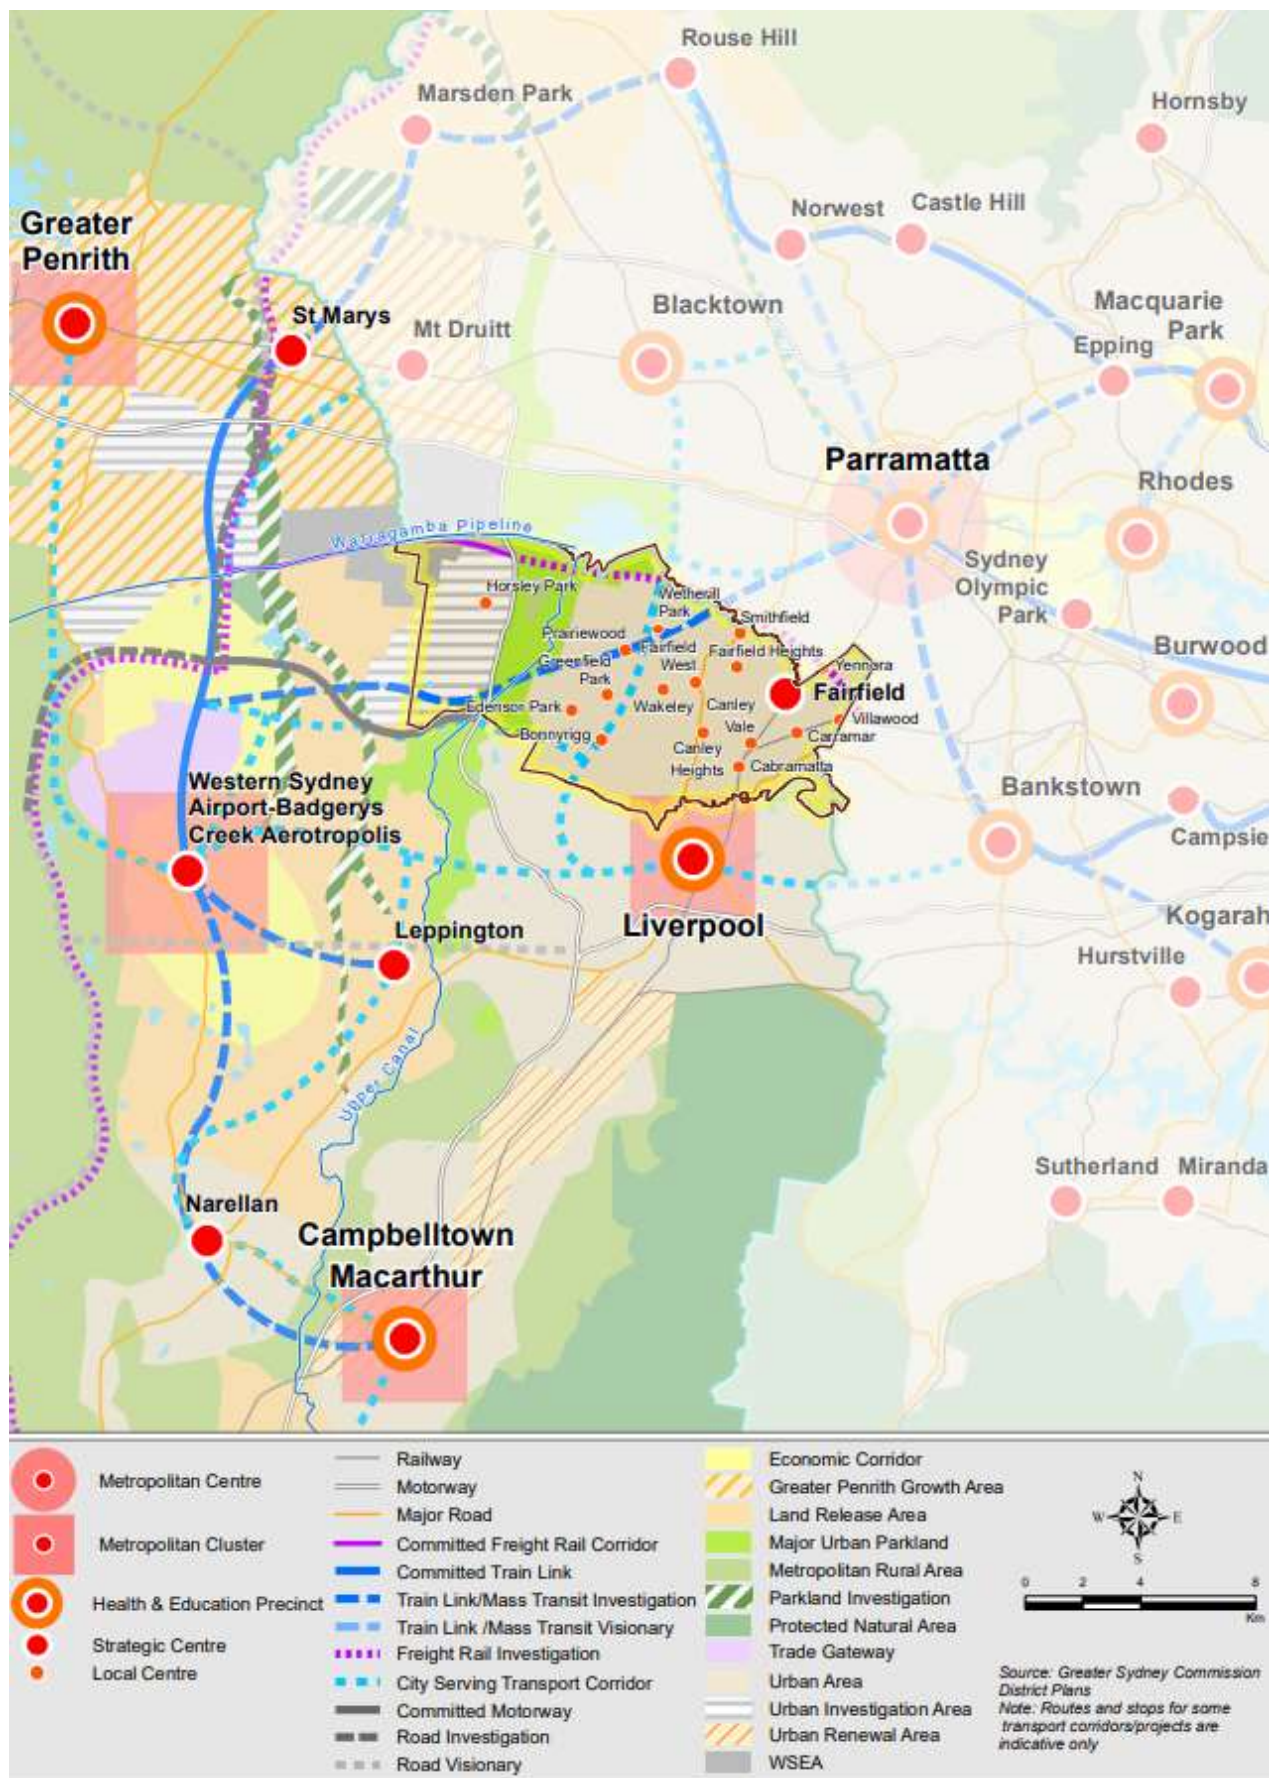 Rouse Hill
Marsden Park
Hornsby
Norwest
Castle Hill
Greater
Penrith
Blacktown
Macquarie
Park
St Marys
Mt Druitt
Epping
Parramatta
Rhodes
Warragamba Pipeline
Sydney
Olympic
Park
Horsley Park
Wetherill
Park
Smithfield
Burwood
Prairiewood
Fairfield
West
Fairfield Heights
Yennora
Greenfield
Park
Fairfield
Edensor Park
Wakeley
Canley
Vale
Villawood
Bonnyrigg
Carramar
Canley
Heights
Cabramatta
Western Sydney
Airport-Badgerys
Creek Aerotropolis
Bankstown
Campsie
Leppington
Liverpool
Kogarah
Hurstville
Upper Canal
Sutherland
Miranda
Narellan
Campbelltown
Macarthur
Metropolitan Centre
Metropolitan Cluster
Health & Education Precinct
Strategic Centre
Local Centre
Railway
Motorway
Major Road
Committed Freight Rail Corridor
Committed Train Link
Train Link/Mass Transit Investigation
Train Link /Mass Transit Visionary
Freight Rail Investigation
City Serving Transport Corridor
Committed Motorway
Road Investigation
Road Visionary
Economic Corridor
Greater Penrith Growth Area
Land Release Area
Major Urban Parkland
Metropolitan Rural Area
Parkland Investigation
Protected Natural Area
Trade Gateway
Urban Area
Urban Investigation Area
Urban Renewal Area
WSEA
N
W E
S
0 2 4 8
Km
Source: Greater Sydney Commission
District Plans
Note: Routes and stops for some
transport corridors/projects are
indicative only